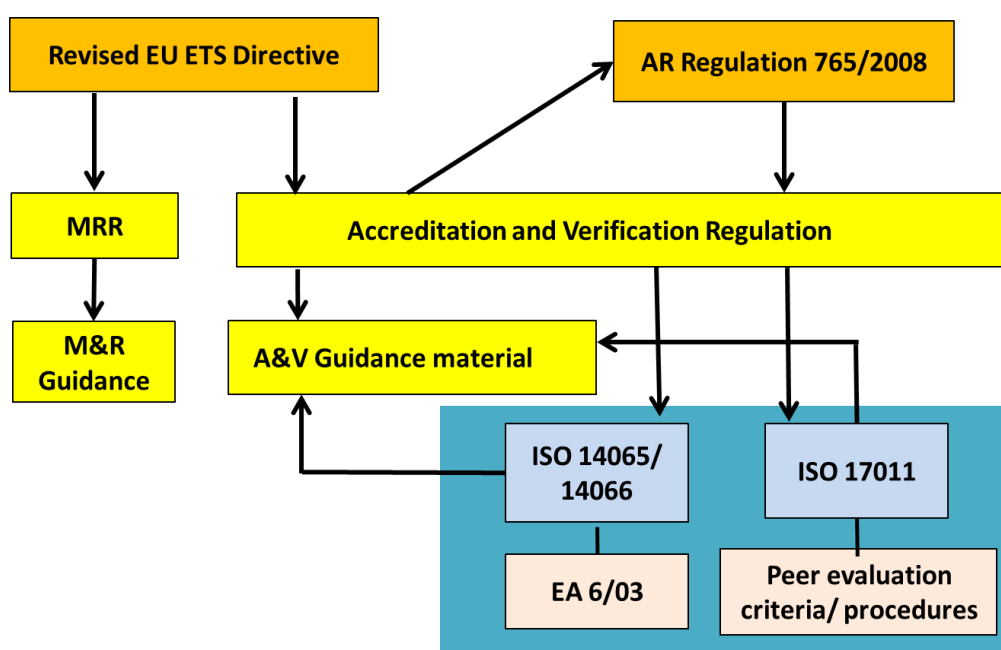 Revised EU ETS Directive
AR Regulation 765/2008
MRR
Accreditation and Verification Regulation
M&R
Guidance
A&V Guidance material
ISO 14065/
14066
ISO 17011
EA 6/03
Peer evaluation
criteria/ procedures